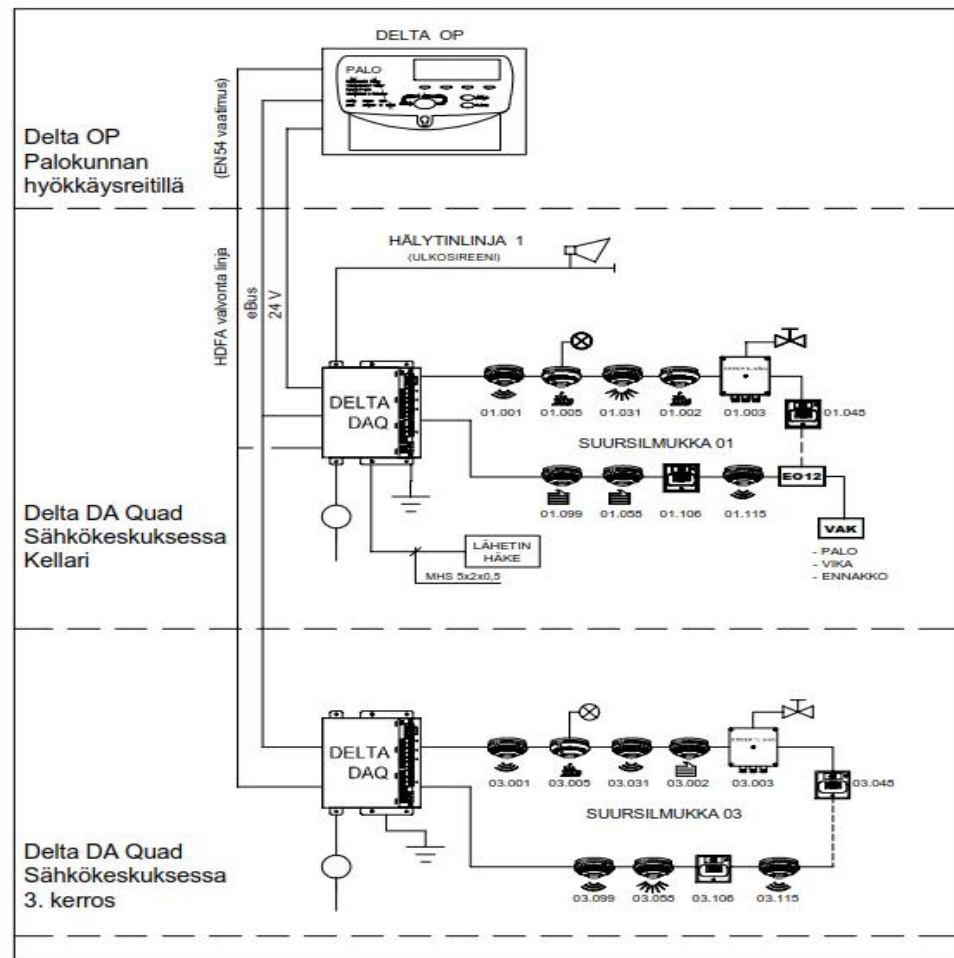 DELTA OP
PALO
Delta OP
Palokunnan
hyökkäysreitillä
(EN54 vaatimus)
HDFA valvonta linja
eBus
24 V
HÄLYTINLINJA 1
(ULKOSIREENI)
DELTA
DAQ
01.001
01.005
01.031
01.002
01.003
01.048
SUURSILMUKKA 01
EO12
01.099
01.058
01.106
01.115
VAK
- PALO
- VIKA
- ENNAKKO
Delta DA Quad
Sähkökeskuksessa
Kellari
LÄHETIN
HÄKE
MHS 5x2x0,5
DELTA
DAQ
03.001
03.005
03.031
03.002
03.003
03.048
SUURSILMUKKA 03
03.099
03.058
03.106
03.115
Delta DA Quad
Sähkökeskuksessa
3. kerros